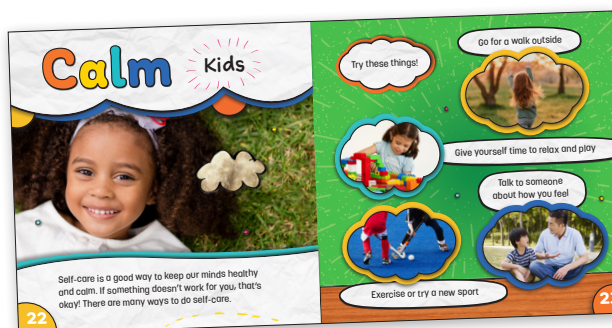 Calm
Kids
Self-care is a good way to keep our minds healthy
and calm. If something doesn't work for you, that's
okay! There are many ways to do self-care.
22
Try these things!
Go for a walk outside
Give yourself time to relax and play
Talk to someone
about how you feel
Exercise or try a new sport